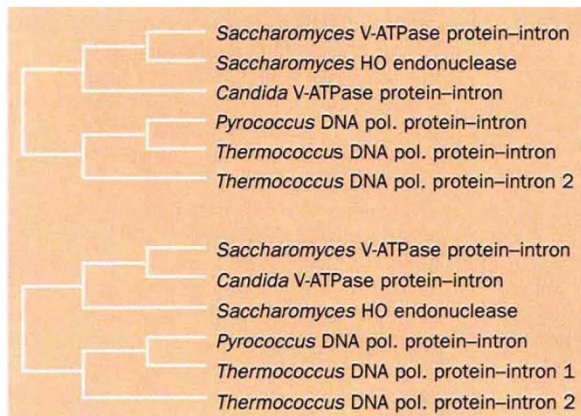 Saccharomyces V-ATPase protein–intron
Saccharomyces HO endonuclease
Candida V-ATPase protein–intron
Pyrococcus DNA pol. protein–intron
Thermococcus DNA pol. protein–intron
Thermococcus DNA pol. protein–intron 2
Saccharomyces V-ATPase protein–intron
Candida V-ATPase protein–intron
Saccharomyces HO endonuclease
Pyrococcus DNA pol. protein–intron
Thermococcus DNA pol. protein–intron 1
Thermococcus DNA pol. protein–intron 2